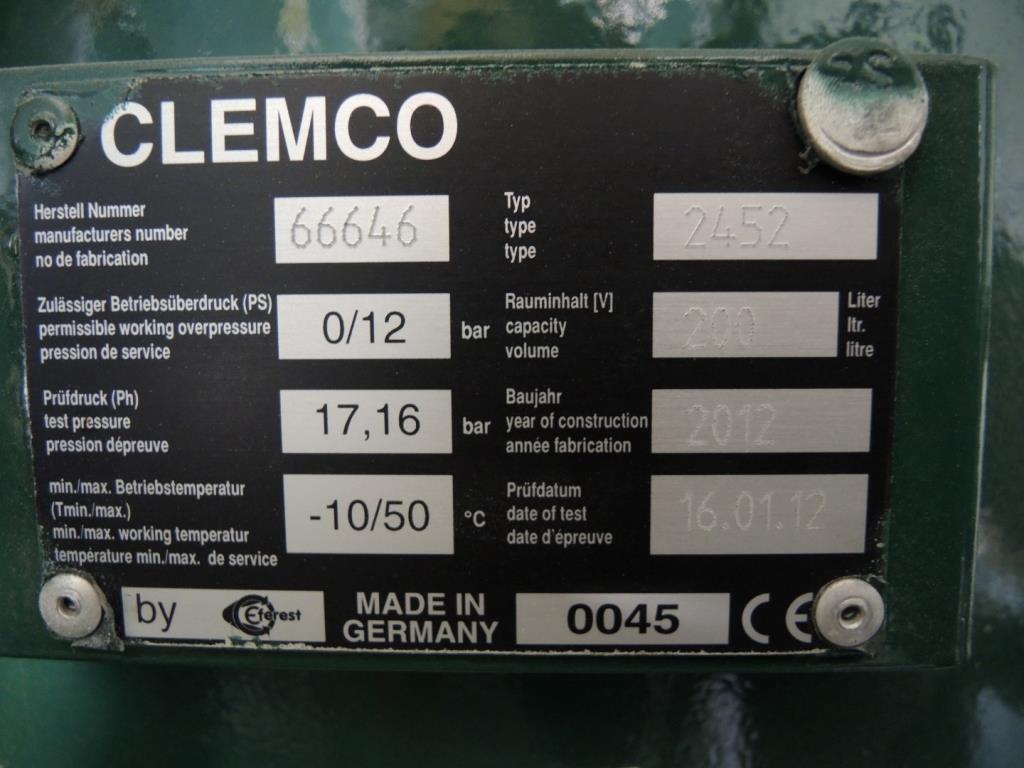 CLEMCO
Herstell Nummer
manufacturers number
no de fabrication
66646
Typ
type
type
2452
Zulässiger Betriebsüberdruck (PS)
permissible working overpressure
pression de service
0/12
bar
Rauminhalt [V]
capacity
volume
200
Liter
ltr.
litre
Prüfdruck (Ph)
test pressure
pression dépreuve
17,16
bar
Baujahr
year of construction
année fabrication
2012
min./max. Betriebstemperatur
(Tmin./max.)
min./max. working temperatur
température min./max. de service
-10/50
°C
Prüfdatum
date of test
date d'épreuve
16.01.12
by
Eferest
MADE IN
GERMANY
0045
CE